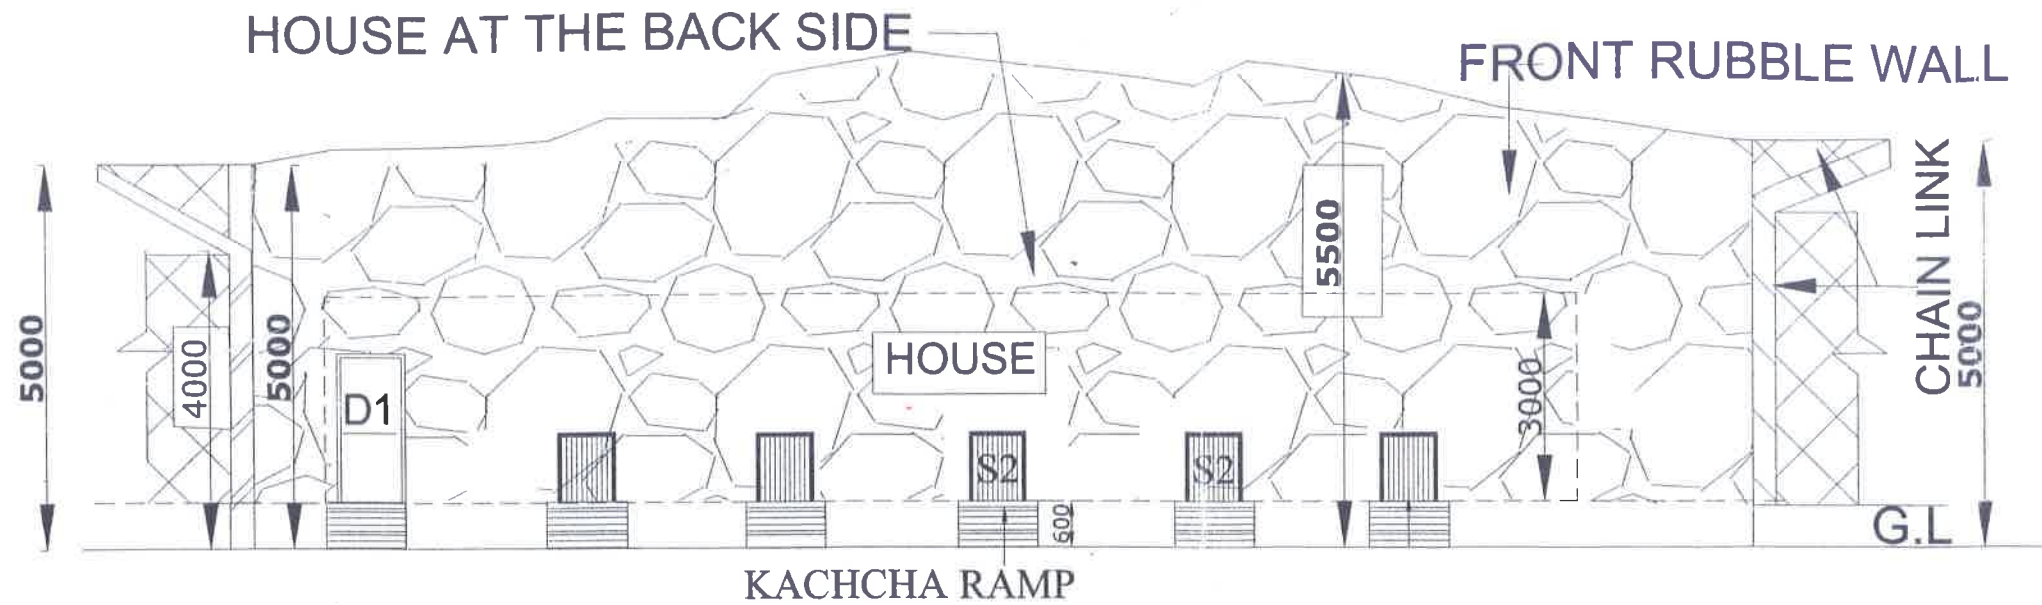 HOUSE AT THE BACK SIDE
FRONT RUBBLE WALL
CHAIN LINK
5000
4000
5000
5500
5000
HOUSE
3000
D1
S2
S2
600
G.L
KACHCHA RAMP